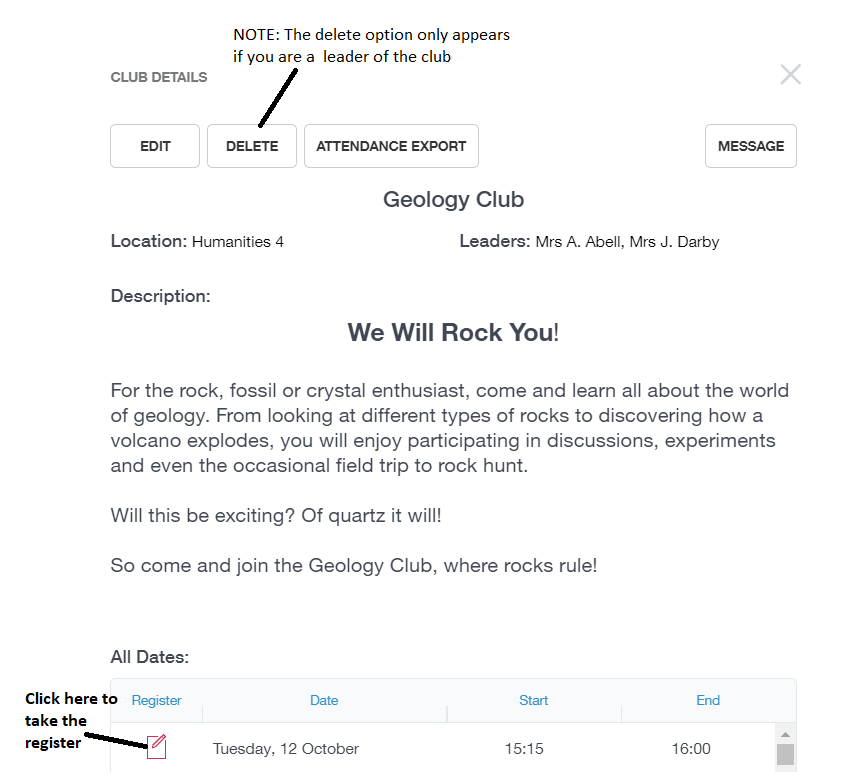 NOTE: The delete option only appears
if you are a leader of the club
CLUB DETAILS
EDIT
DELETE
ATTENDANCE EXPORT
MESSAGE
Geology Club
Location: Humanities 4
Leaders: Mrs A. Abell, Mrs J. Darby
Description:
We Will Rock You!
For the rock, fossil or crystal enthusiast, come and learn all about the world
of geology. From looking at different types of rocks to discovering how a
volcano explodes, you will enjoy participating in discussions, experiments
and even the occasional field trip to rock hunt.
Will this be exciting? Of quartz it will!
So come and join the Geology Club, where rocks rule!
All Dates:
Click here to
take the
register
Register Date Start End
Tuesday, 12 October 15:15 16:00